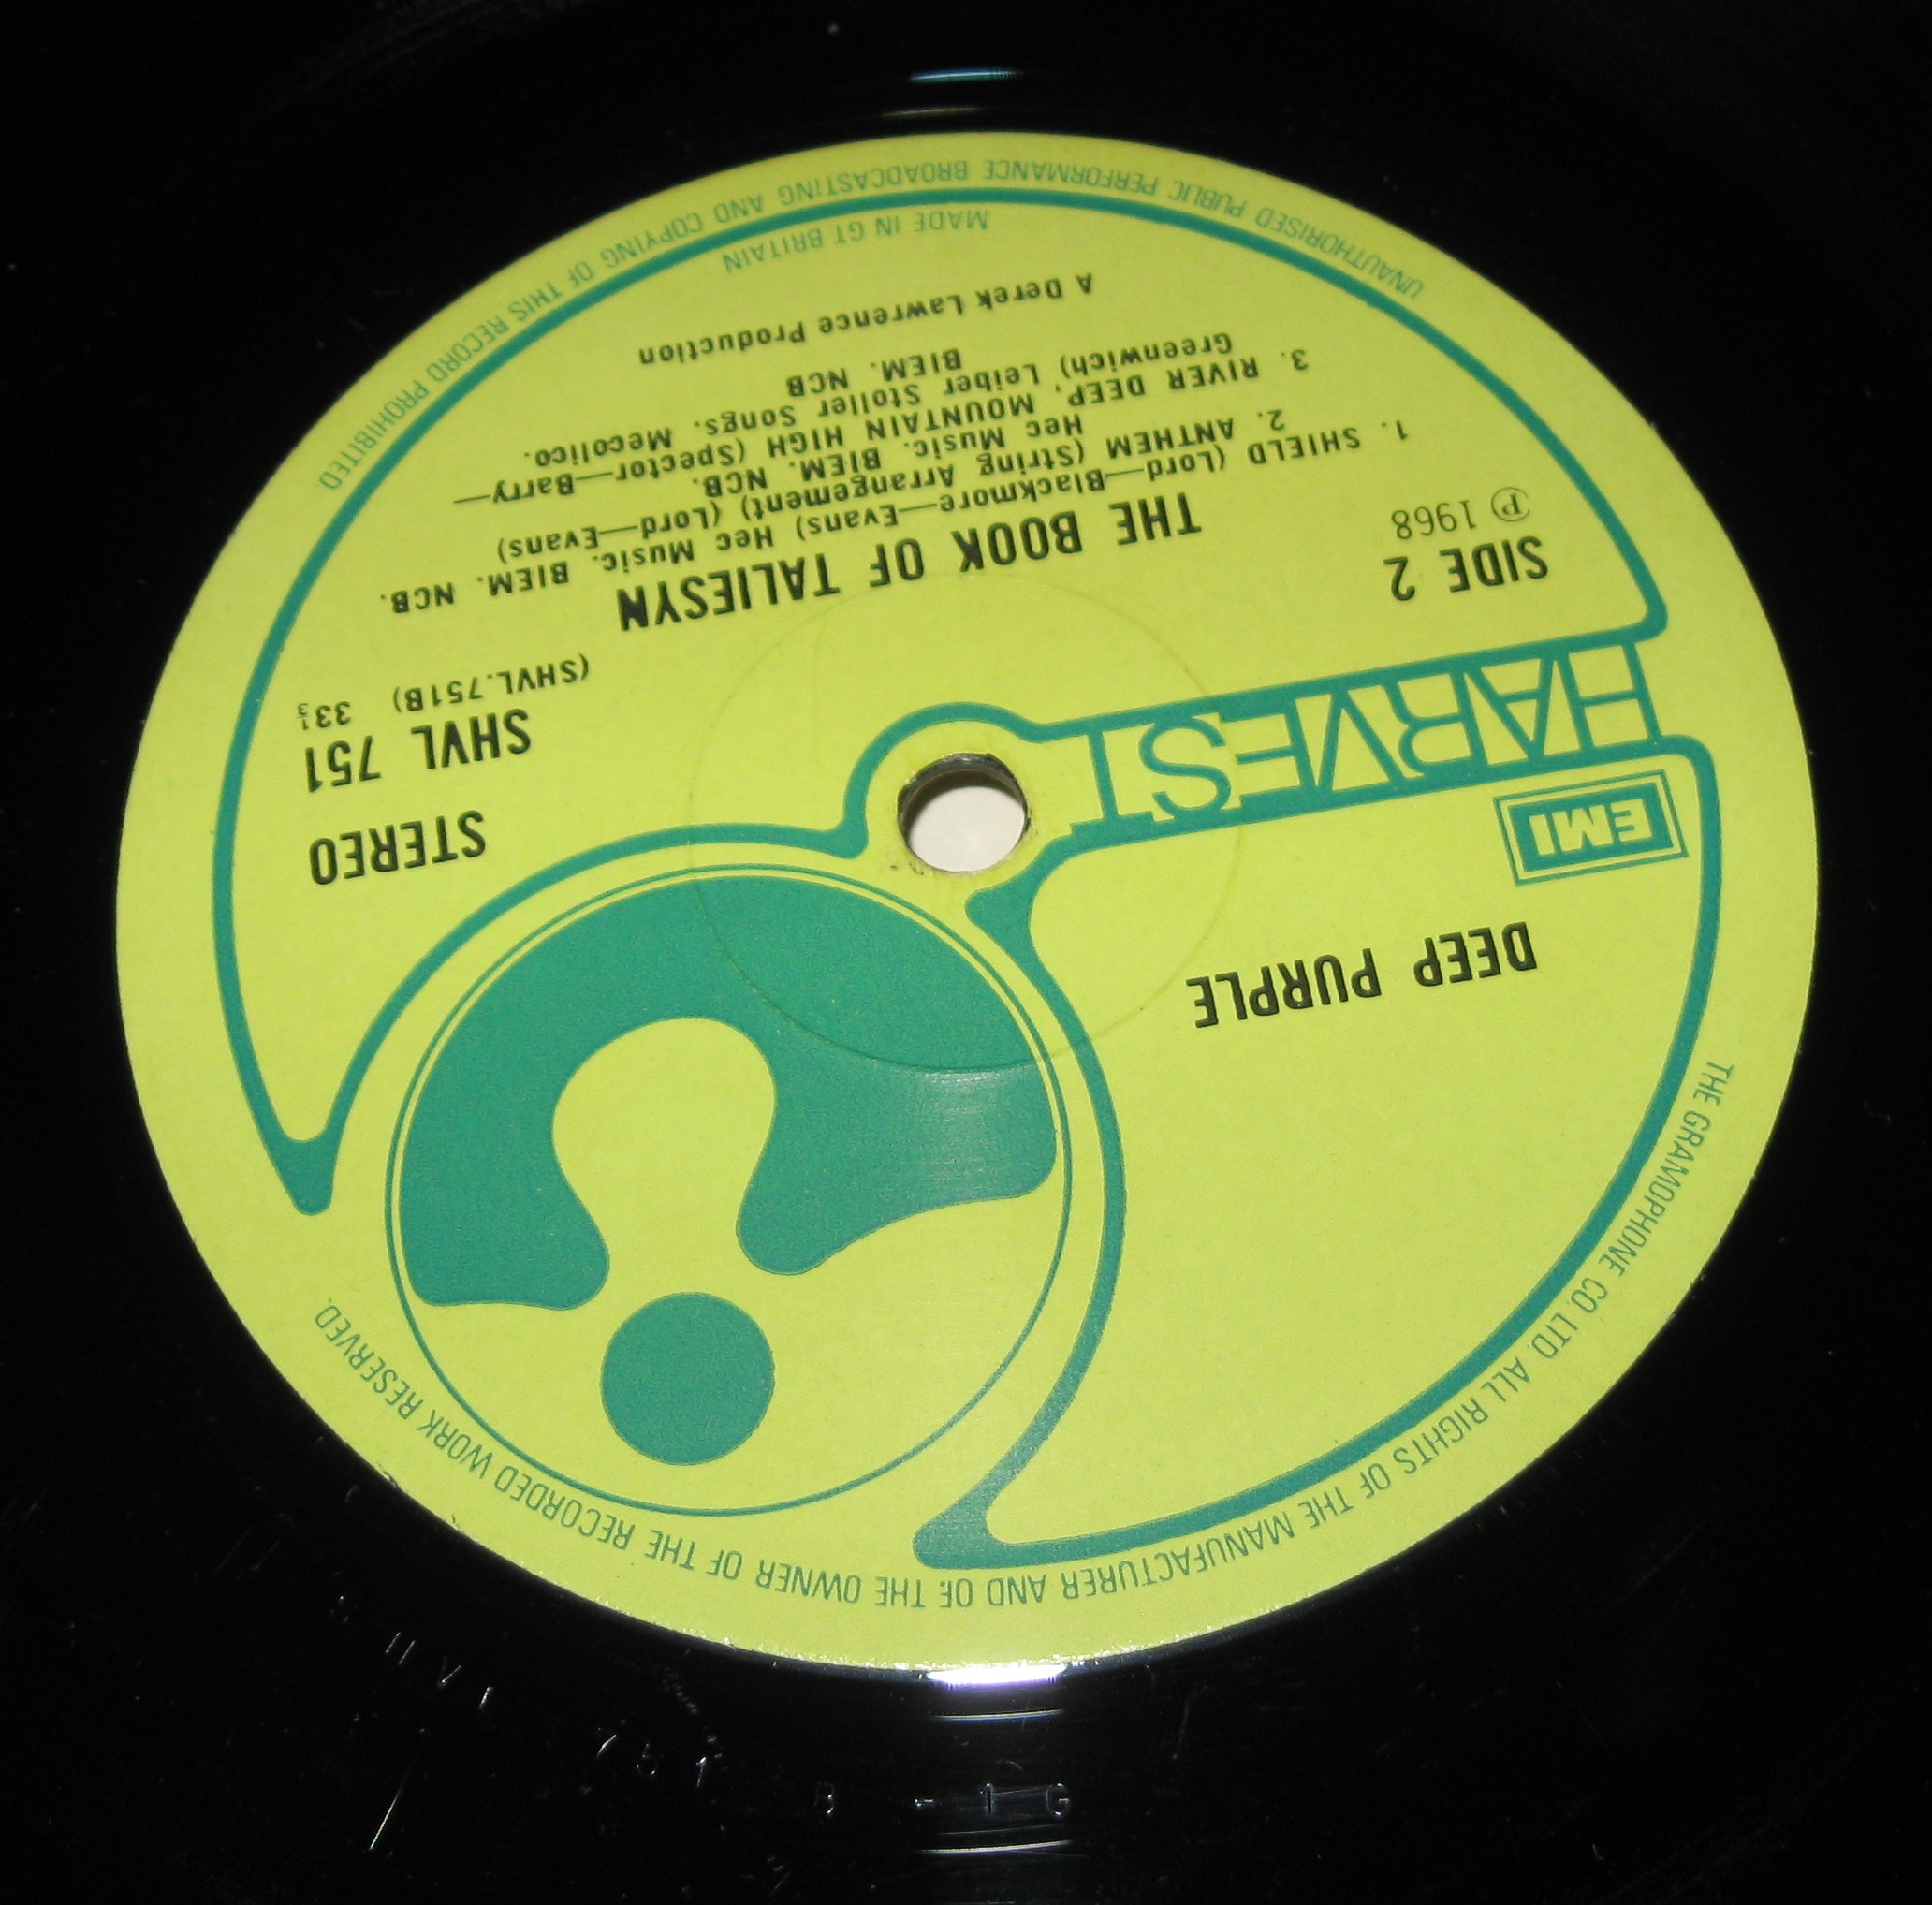 THE GRAMOPHONE CO. LTD. ALL RIGHTS OF THE MANUFACTURER AND OF THE OWNER OF THE RECORDED WORK RESERVED.
DEEP PURPLE
EMI
HARVEST
STEREO
SHVL 751
(SHVL.751B) 33⅓
SIDE 2
℗ 1968
THE BOOK OF TALIESYN
1. SHIELD (Lord—Blackmore—Evans) Hec Music. BIEM. NCB.
2. ANTHEM (String Arrangement) (Lord—Evans)
Hec Music. BIEM. NCB.
3. RIVER DEEP, MOUNTAIN HIGH (Spector—Barry—
Greenwich) Leiber Stoller Songs. Mecolico.
BIEM. NCB
A Derek Lawrence Production
MADE IN GT. BRITAIN
UNAUTHORISED PUBLIC PERFORMANCE BROADCASTING AND COPYING OF THIS RECORD PROHIBITED.
751 B-1G